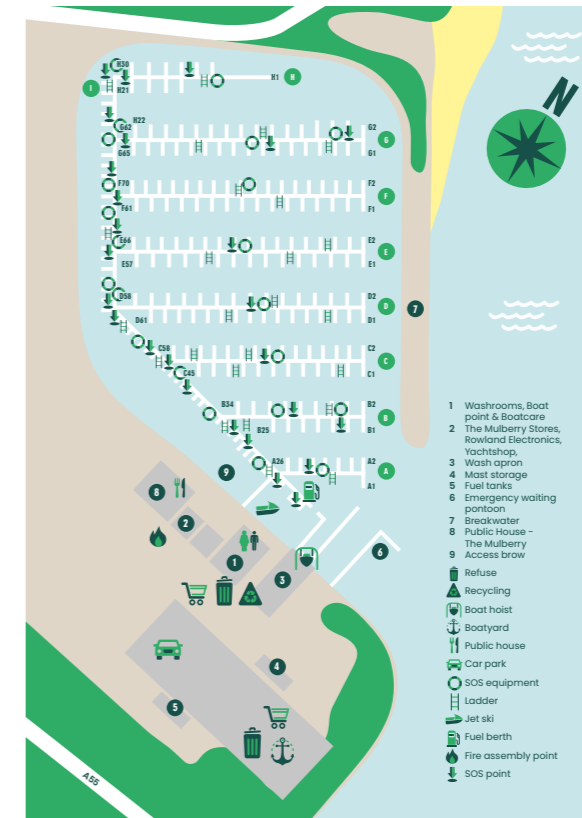 H30
H21
H1
H
I
H22
G62
G65
G2
G1
G
F70
F61
F2
F1
F
E66
E57
E2
E1
E
D58
D61
D2
D1
D
7
C58
C45
C2
C1
C
B34
B25
B2
B1
B
A26
A2
A1
A
9
8
2
1
3
6
4
5
A55
N
1 Washrooms, Boat
point & Boatcare
2 The Mulberry Stores,
Rowland Electronics,
Yachtshop,
3 Wash apron
4 Mast storage
5 Fuel tanks
6 Emergency waiting
pontoon
7 Breakwater
8 Public House -
The Mulberry
9 Access brow
Refuse
Recycling
Boat hoist
Boatyard
Public house
Car park
SOS equipment
Ladder
Jet ski
Fuel berth
Fire assembly point
SOS point